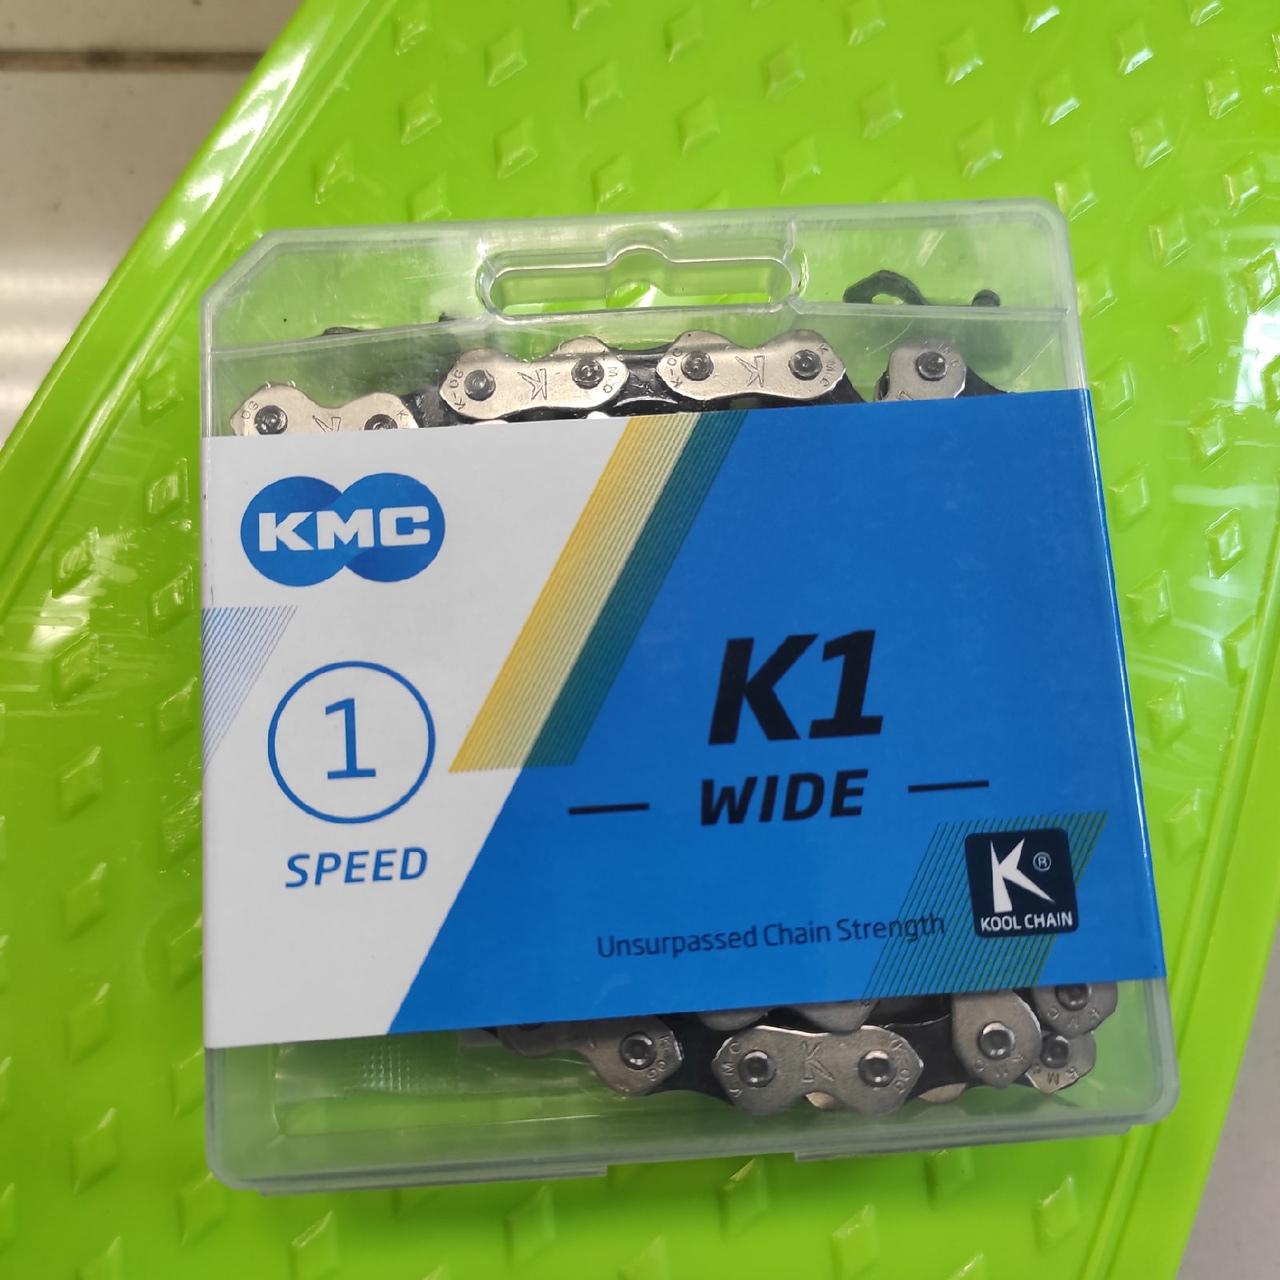 KMC
1
SPEED
K1
WIDE
Unsurpassed Chain Strength
K ®
KOOL CHAIN